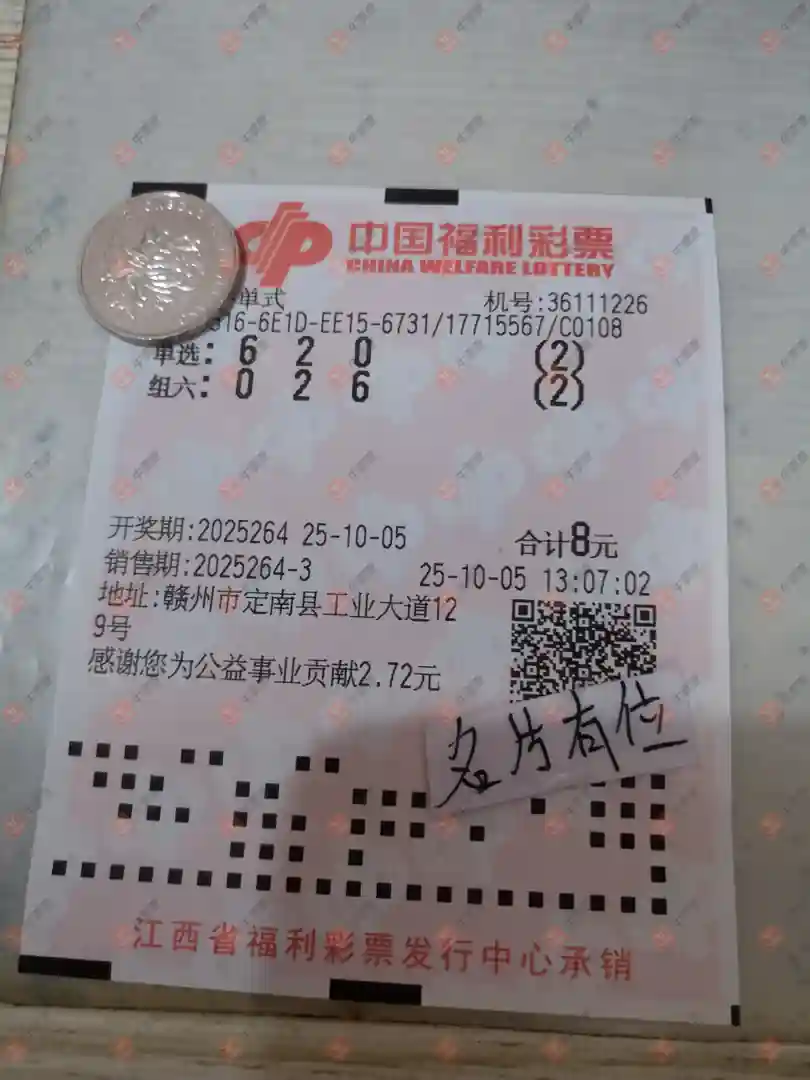 中国福利彩票
CHINA WELFARE LOTTERY
单式 机号:36111226
16-6E1D-EE15-6731/17715567/C0108
单选: 6 2 0 (2)
组六: 0 2 6 (2)
开奖期:2025264 25-10-05 合计8元
销售期:2025264-3 25-10-05 13:07:02
地址:赣州市定南县工业大道12
9号
感谢您为公益事业贡献2.72元
名片有位
江西省福利彩票发行中心承销